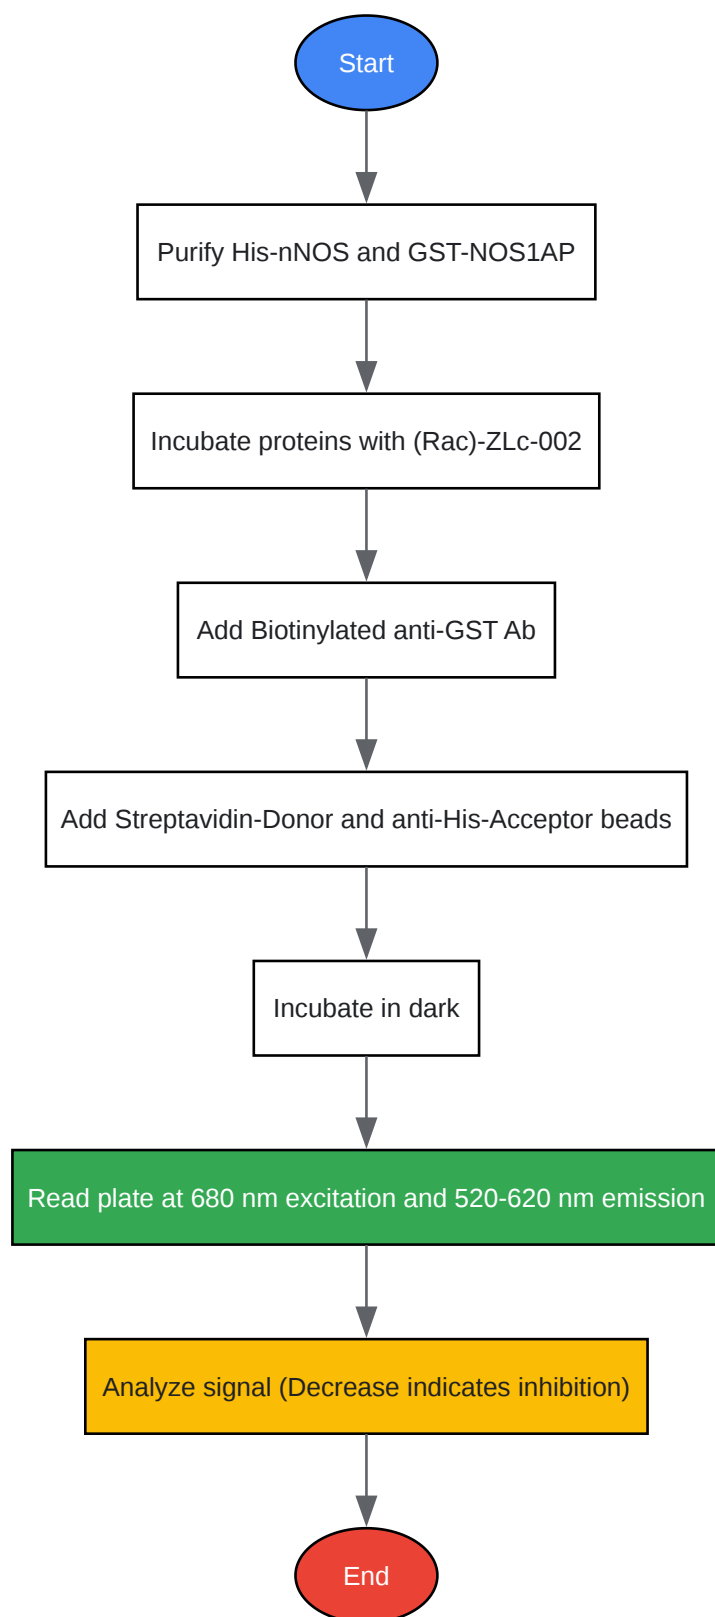 Start
Purify His-nNOS and GST-NOS1AP
Incubate proteins with (Rac)-ZLc-002
Add Biotinylated anti-GST Ab
Add Streptavidin-Donor and anti-His-Acceptor beads
Incubate in dark
Read plate at 680 nm excitation and 520-620 nm emission
Analyze signal (Decrease indicates inhibition)
End